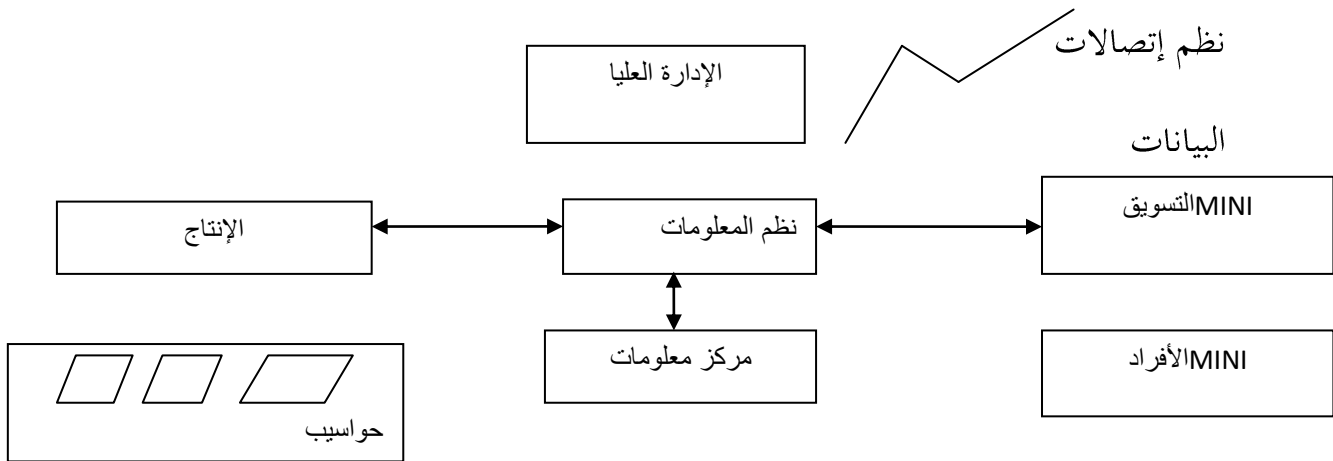 نظم إتصالات
الإدارة العليا
البيانات
MINIالتسويق
نظم المعلومات
الإنتاج
MINIالأفراد
مركز معلومات
حواسيب